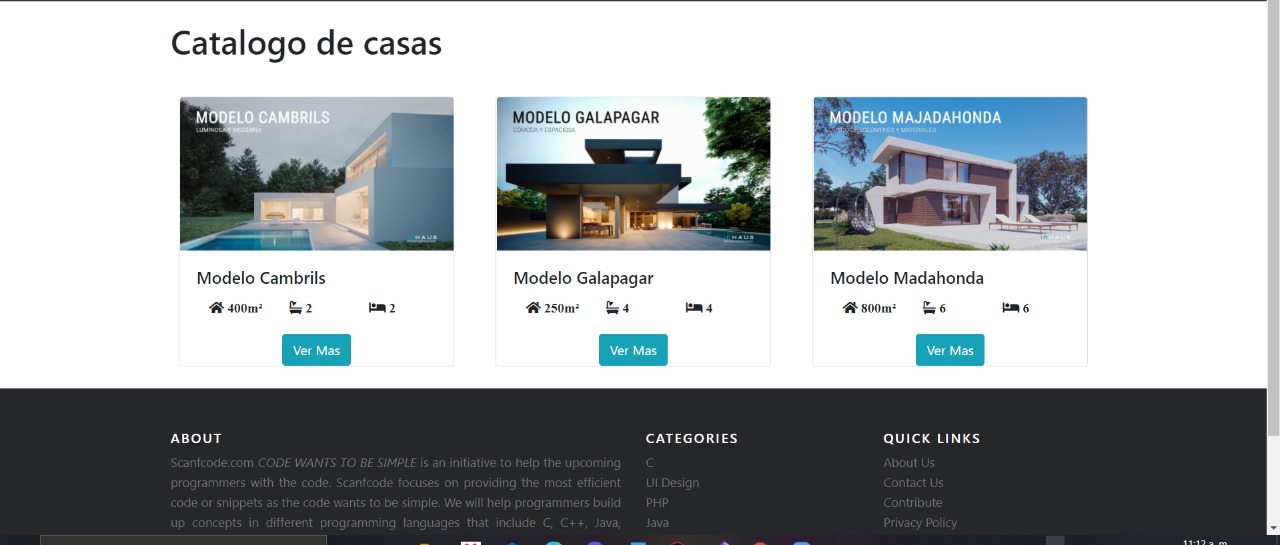 Catalogo de casas
MODELO CAMBRILS
LUMINOSA Y MODERNA
MODELO GALAPAGAR
CÓMODA Y ESPACIOSA
MODELO MAJADAHONDA
DE VOLÚMENES Y MATERIALES
HAUS
HAUS
HAUS
Modelo Cambrils
400m² 2 2
Ver Mas
Modelo Galapagar
250m² 4 4
Ver Mas
Modelo Madahonda
800m² 6 6
Ver Mas
ABOUT
Scanfcode.com CODE WANTS TO BE SIMPLE is an initiative to help the upcoming
programmers with the code. Scanfcode focuses on providing the most efficient
code or snippets as the code wants to be simple. We will help programmers build
up concepts in different programming languages that include C, C++, Java,
CATEGORIES
C
UI Design
PHP
Java
QUICK LINKS
About Us
Contact Us
Contribute
Privacy Policy
11:12 a. m.